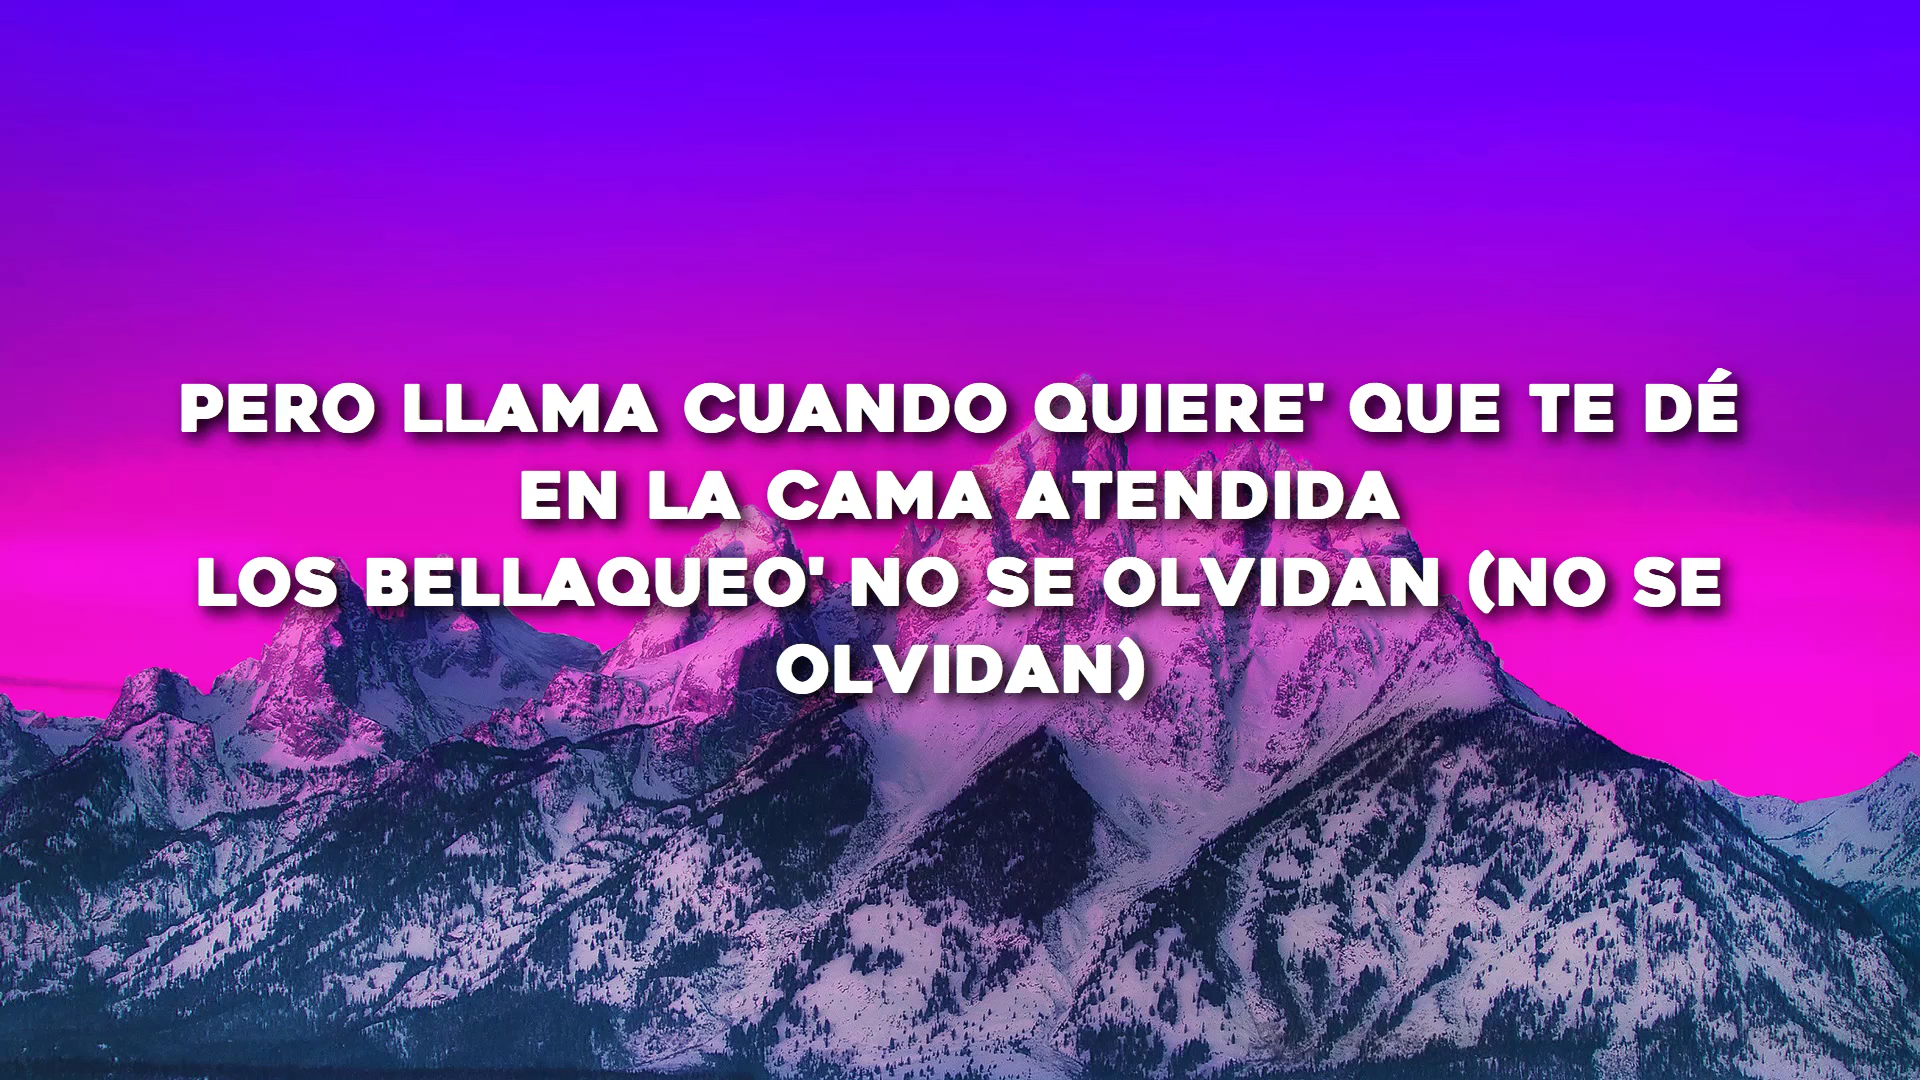 PERO LLAMA CUANDO QUIERE' QUE TE DÉ
EN LA CAMA ATENDIDA
LOS BELLAQUEO' NO SE OLVIDAN (NO SE
OLVIDAN)